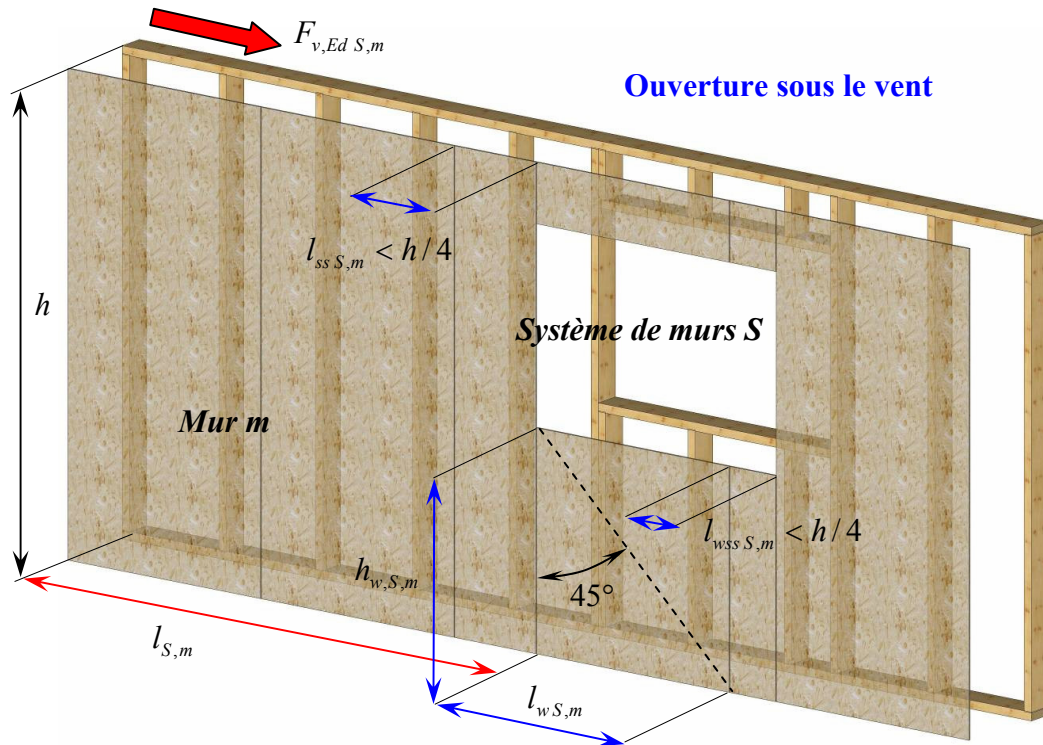 F_{v,Ed S,m}
Ouverture sous le vent
l_{ss S,m} < h / 4
h
Système de murs S
Mur m
l_{wss S,m} < h / 4
h_{w,S,m}
45°
l_{S,m}
l_{w S,m}